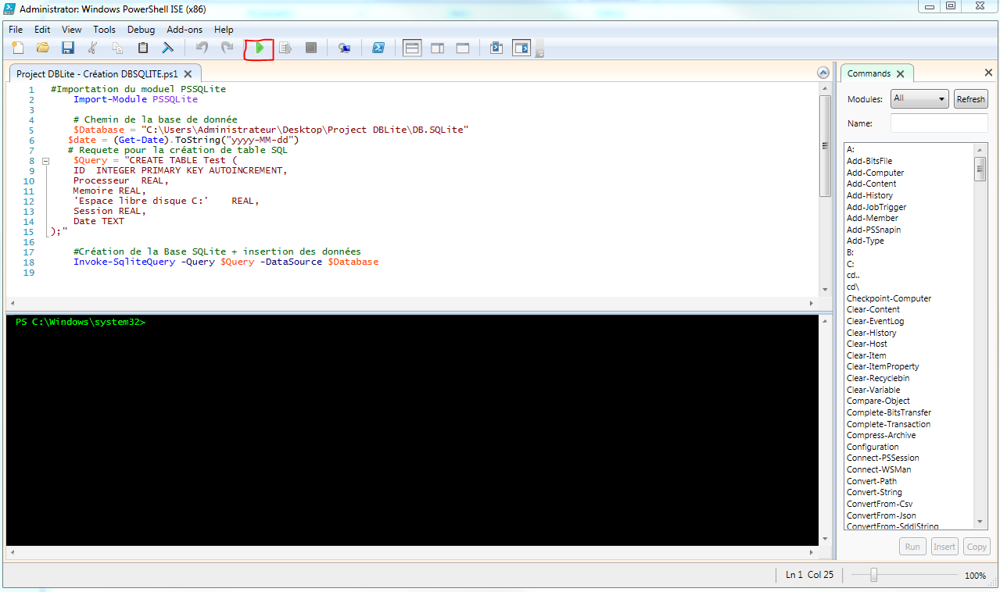 Administrator: Windows PowerShell ISE (x86)
File Edit View Tools Debug Add-ons Help
Project DBLite - Création DBSQLITE.ps1
1 #Importation du moduel PSSQLite
2 Import-Module PSSQLite
3
4 # Chemin de la base de donnée
5 $Database = "C:\Users\Administrateur\Desktop\Project DBLite\DB.SQLite"
6 $date = (Get-Date).ToString("yyyy-MM-dd")
7 # Requete pour la création de table SQL
8 $Query = "CREATE TABLE Test (
9 ID INTEGER PRIMARY KEY AUTOINCREMENT,
10 Processeur REAL,
11 Memoire REAL,
12 'Espace libre disque C:' REAL,
13 Session REAL,
14 Date TEXT
15 );"
16
17 #Création de la Base SQLite + insertion des données
18 Invoke-SqliteQuery -Query $Query -DataSource $Database
19
PS C:\Windows\system32>
Commands
Modules: All Refresh
Name:
A:
Add-BitsFile
Add-Computer
Add-Content
Add-History
Add-JobTrigger
Add-Member
Add-PSSnapin
Add-Type
B:
C:
cd..
cd\
Checkpoint-Computer
Clear-Content
Clear-EventLog
Clear-History
Clear-Host
Clear-Item
Clear-ItemProperty
Clear-Recyclebin
Clear-Variable
Compare-Object
Complete-BitsTransfer
Complete-Transaction
Compress-Archive
Configuration
Connect-PSSession
Connect-WSMan
Convert-Path
Convert-String
ConvertFrom-Csv
ConvertFrom-Json
ConvertFrom-SddlString
Run Insert Copy
Ln 1 Col 25 100%